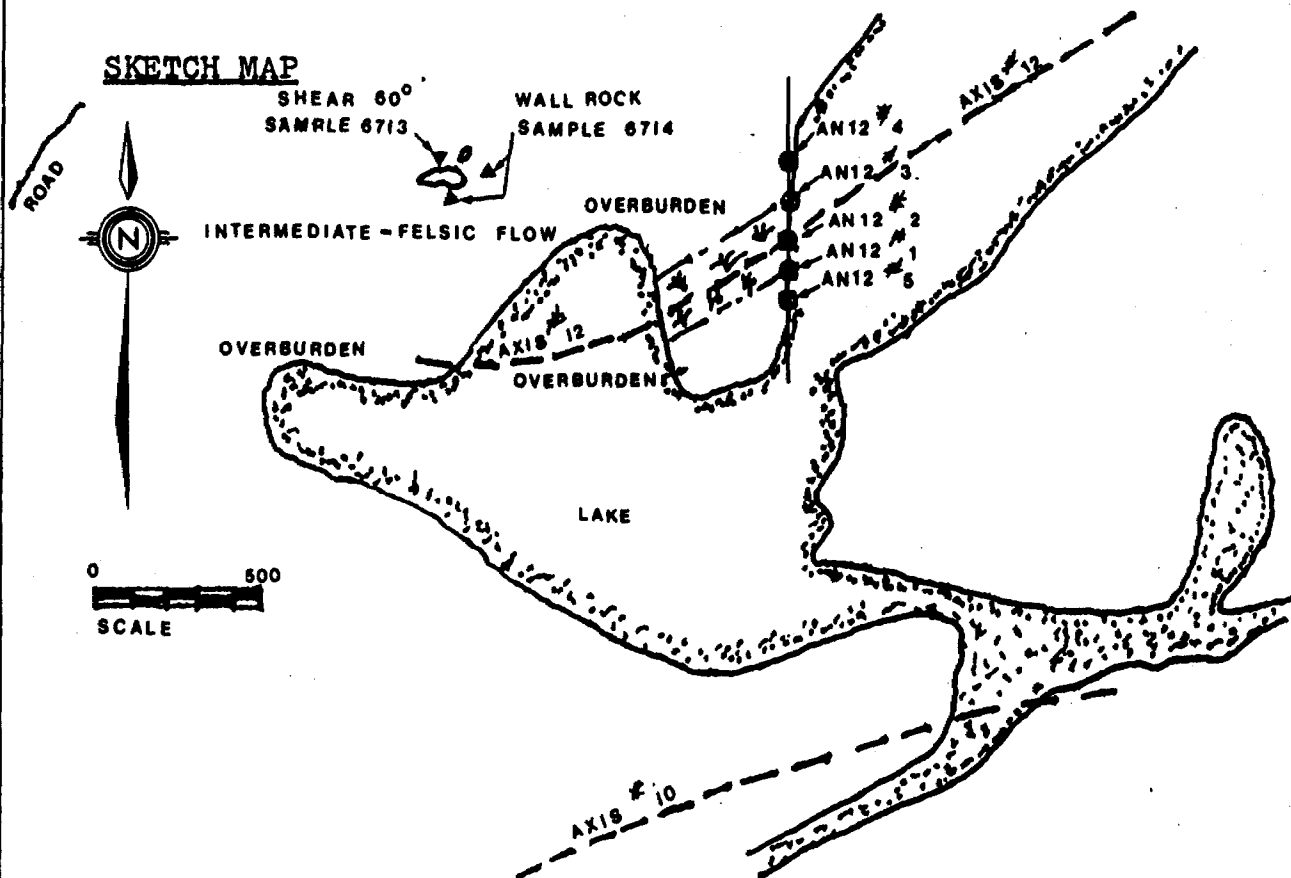 SKETCH MAP
SHEAR 60°
SAMPLE 6713
WALL ROCK
SAMPLE 6714
ROAD
N
INTERMEDIATE - FELSIC FLOW
OVERBURDEN
AXIS # 12
AN12 # 4
AN12 # 3.
AN12 # 2
AN12 # 1
AN12 # 5
OVERBURDEN
AXIS # 12
OVERBURDEN
LAKE
0 500
SCALE
AXIS # 10